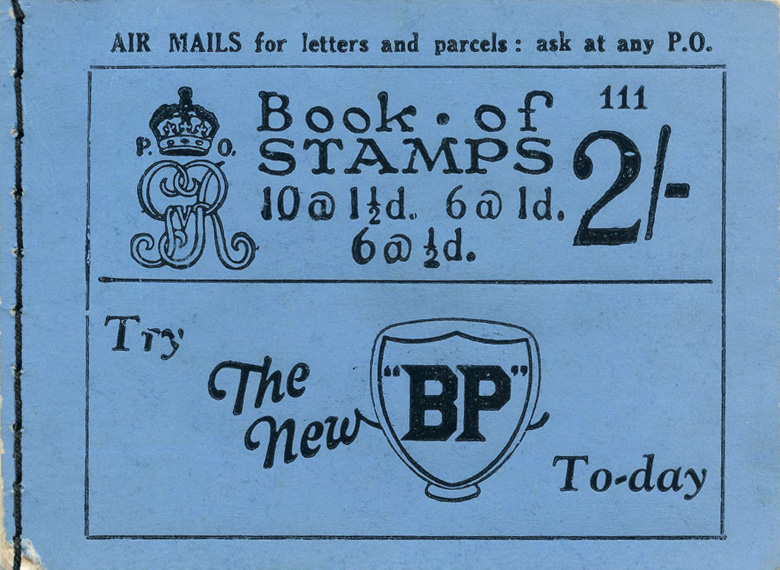 AIR MAILS for letters and parcels: ask at any P.O.
P. O.
GRV
Book · of
STAMPS
10 @ 1½d. 6 @ 1d.
6 @ ½d.
111
2/-
Try
The
New
"BP"
To-day